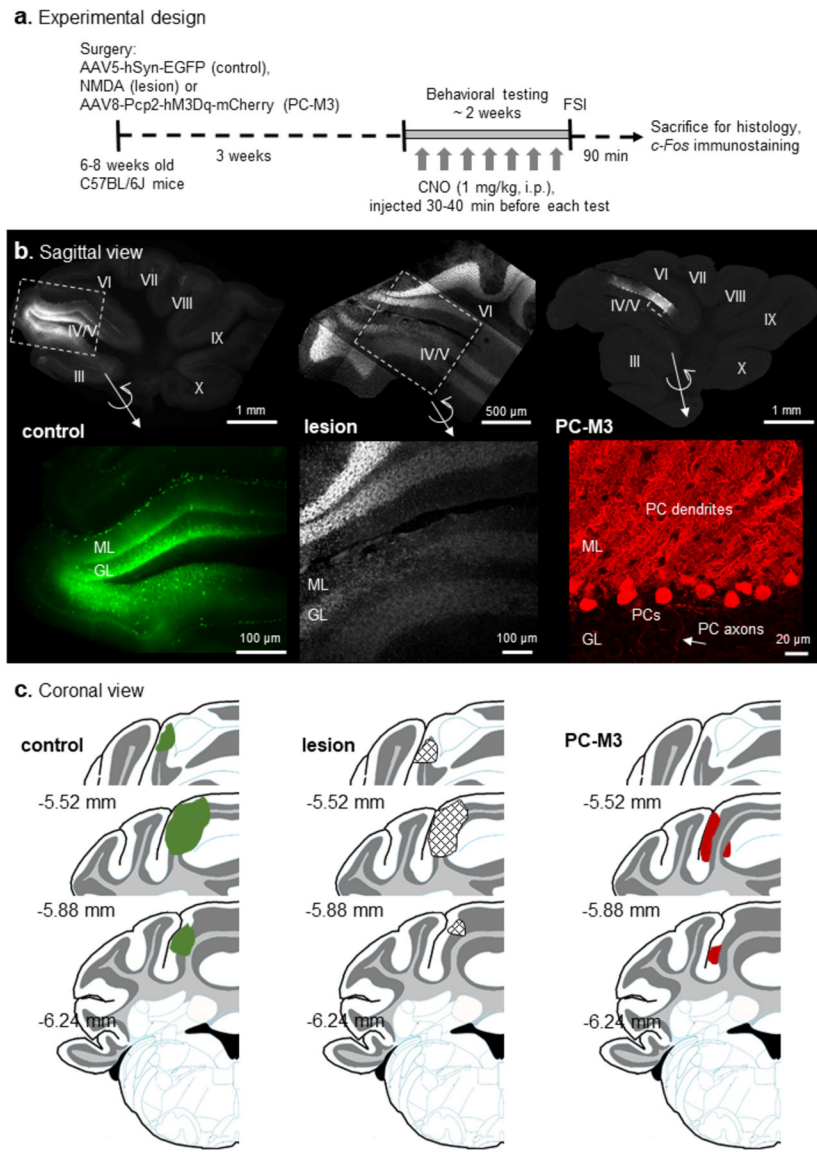 a. Experimental design
Surgery:
AAV5-hSyn-EGFP (control),
NMDA (lesion) or
AAV8-Pcp2-hM3Dq-mCherry (PC-M3)
Behavioral testing
~ 2 weeks
FSI
Sacrifice for histology,
c-Fos immunostaining
6-8 weeks old
C57BL/6J mice
3 weeks
90 min
CNO (1 mg/kg, i.p.),
injected 30-40 min before each test
b. Sagittal view
VI
VII
VIII
IV/V
IX
III
X
1 mm
control
VI
IV/V
500 µm
lesion
VI
VII
VIII
IV/V
IX
III
X
1 mm
PC-M3
ML
GL
100 µm
ML
GL
100 µm
PC dendrites
ML
PCs
PC axons
GL
20 µm
c. Coronal view
control
lesion
PC-M3
-5.52 mm
-5.52 mm
-5.52 mm
-5.88 mm
-5.88 mm
-5.88 mm
-6.24 mm
-6.24 mm
-6.24 mm